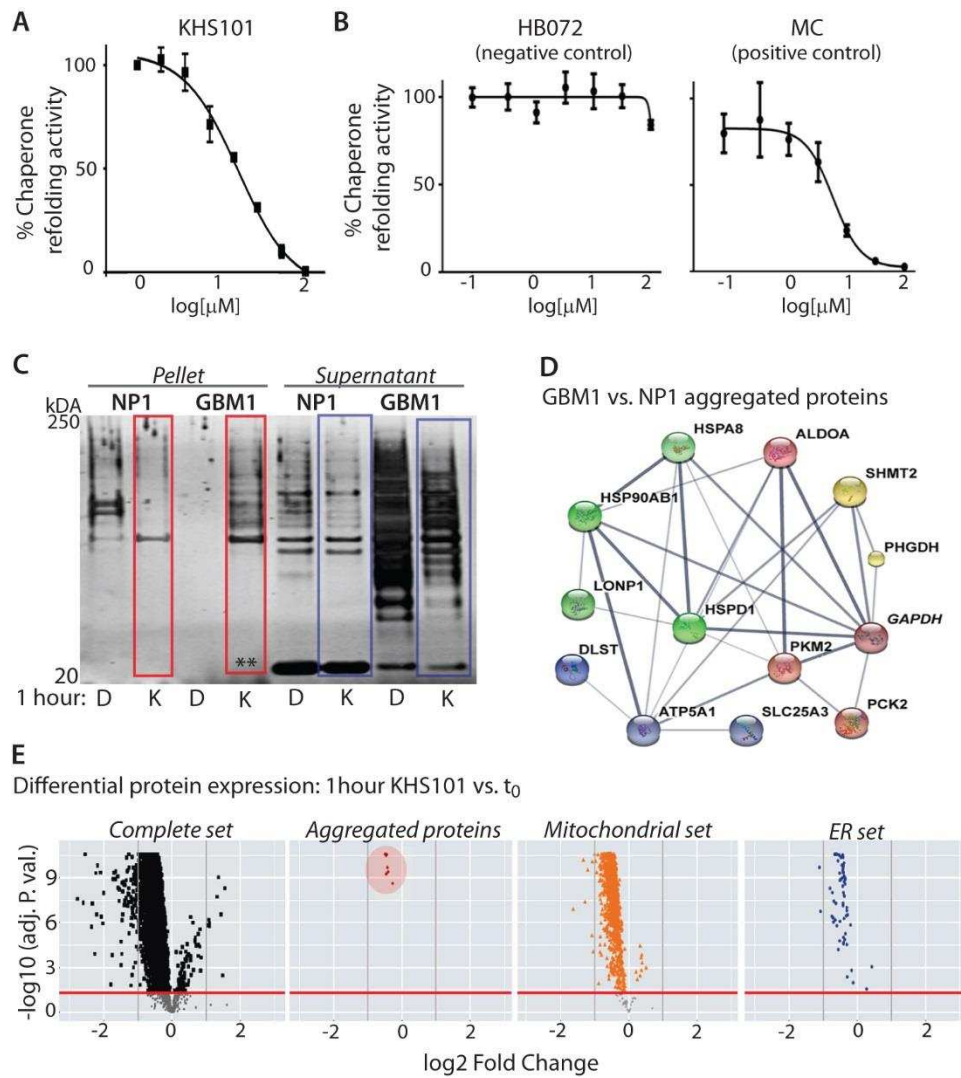 A
KHS101
% Chaperone
refolding activity
100
50
0
0 1 2
log[μM]
B
HB072
(negative control)
MC
(positive control)
% Chaperone
refolding activity
100
50
0
-1 0 1 2
log[μM]
-1 0 1 2
log[μM]
C
Pellet Supernatant
NP1 GBM1 NP1 GBM1
kDA
250
20
**
1 hour: D K D K D K D K
D
GBM1 vs. NP1 aggregated proteins
HSPA8
ALDOA
SHMT2
HSP90AB1
PHGDH
LONP1
HSPD1
GAPDH
DLST
PKM2
ATP5A1
SLC25A3
PCK2
E
Differential protein expression: 1hour KHS101 vs. t0
Complete set Aggregated proteins Mitochondrial set ER set
-log10 (adj. P. val.)
9
6
3
0
-2 0 2 -2 0 2 -2 0 2 -2 0 2
log2 Fold Change